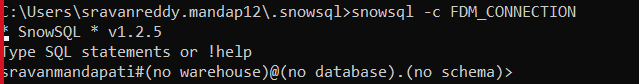 C:\Users\sravanreddy.mandap12\.snowsql>snowsql -c FDM_CONNECTION
* SnowSQL * v1.2.5
Type SQL statements or !help
sravanmandapati#(no warehouse)@(no database).(no schema)>